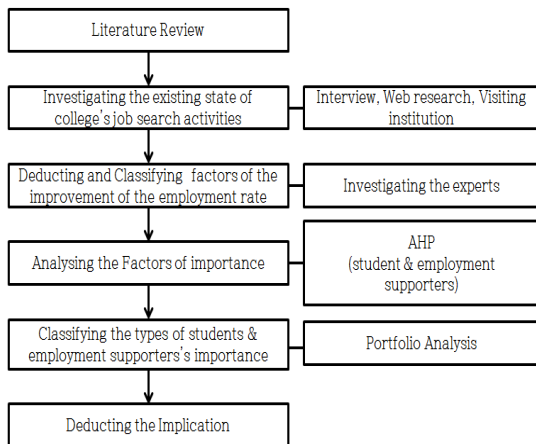 Literature Review
Investigating the existing state of
college's job search activities
Interview, Web research, Visiting
institution
Deducting and Classifying factors of the
improvement of the employment rate
Investigating the experts
Analysing the Factors of importance
AHP
(student & employment
supporters)
Classifying the types of students &
employment supporters's importance
Portfolio Analysis
Deducting the Implication